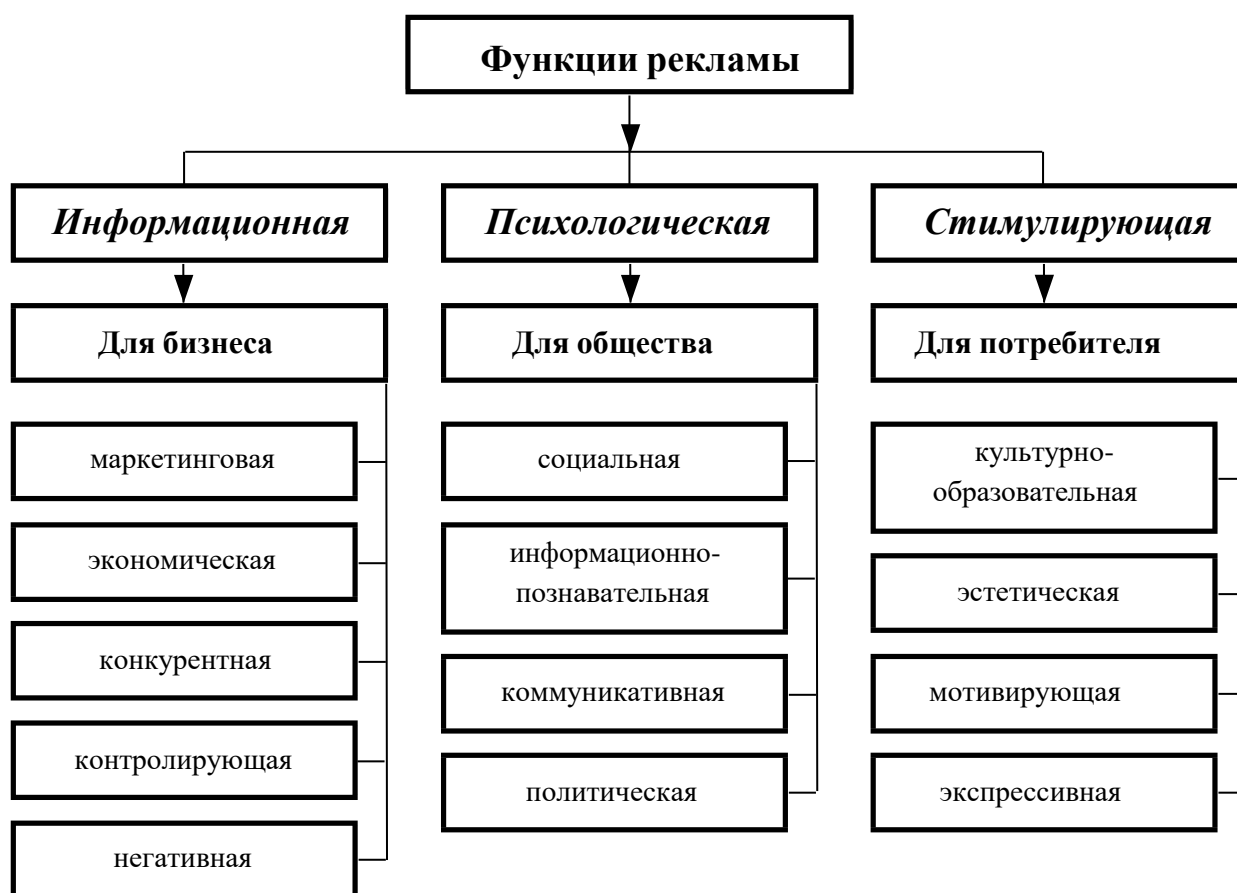 Функции рекламы
Информационная
Психологическая
Стимулирующая
Для бизнеса
Для общества
Для потребителя
маркетинговая
экономическая
конкурентная
контролирующая
негативная
социальная
информационно-
познавательная
коммуникативная
политическая
культурно-
образовательная
эстетическая
мотивирующая
экспрессивная